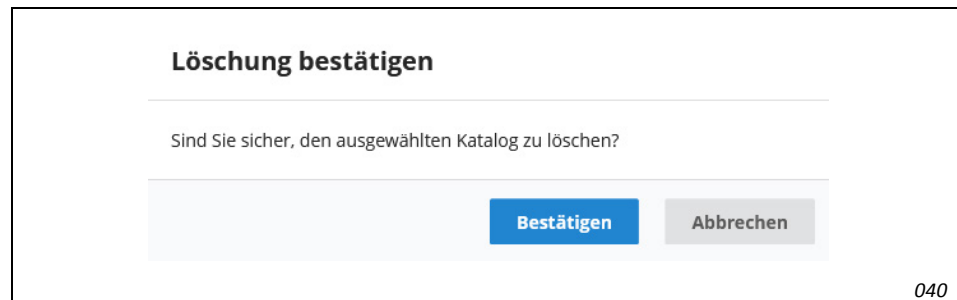 Löschung bestätigen
Sind Sie sicher, den ausgewählten Katalog zu löschen?
Bestätigen Abbrechen
040